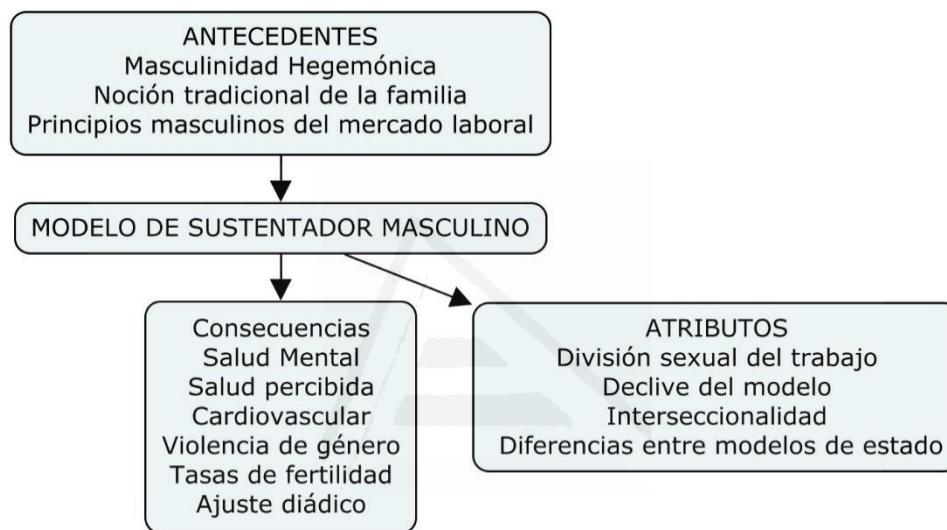 ANTECEDENTES
Masculinidad Hegemónica
Noción tradicional de la familia
Principios masculinos del mercado laboral
MODELO DE SUSTENTADOR MASCULINO
Consecuencias
Salud Mental
Salud percibida
Cardiovascular
Violencia de género
Tasas de fertilidad
Ajuste diádico
ATRIBUTOS
División sexual del trabajo
Declive del modelo
Interseccionalidad
Diferencias entre modelos de estado